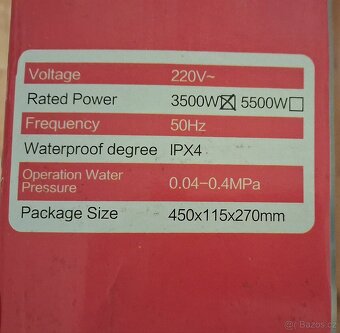 Voltage 220V~
Rated Power 3500W☒ 5500W☐
Frequency 50Hz
Waterproof degree IPX4
Operation Water
Pressure 0.04-0.4MPa
Package Size 450x115x270mm
© Bazos.cz